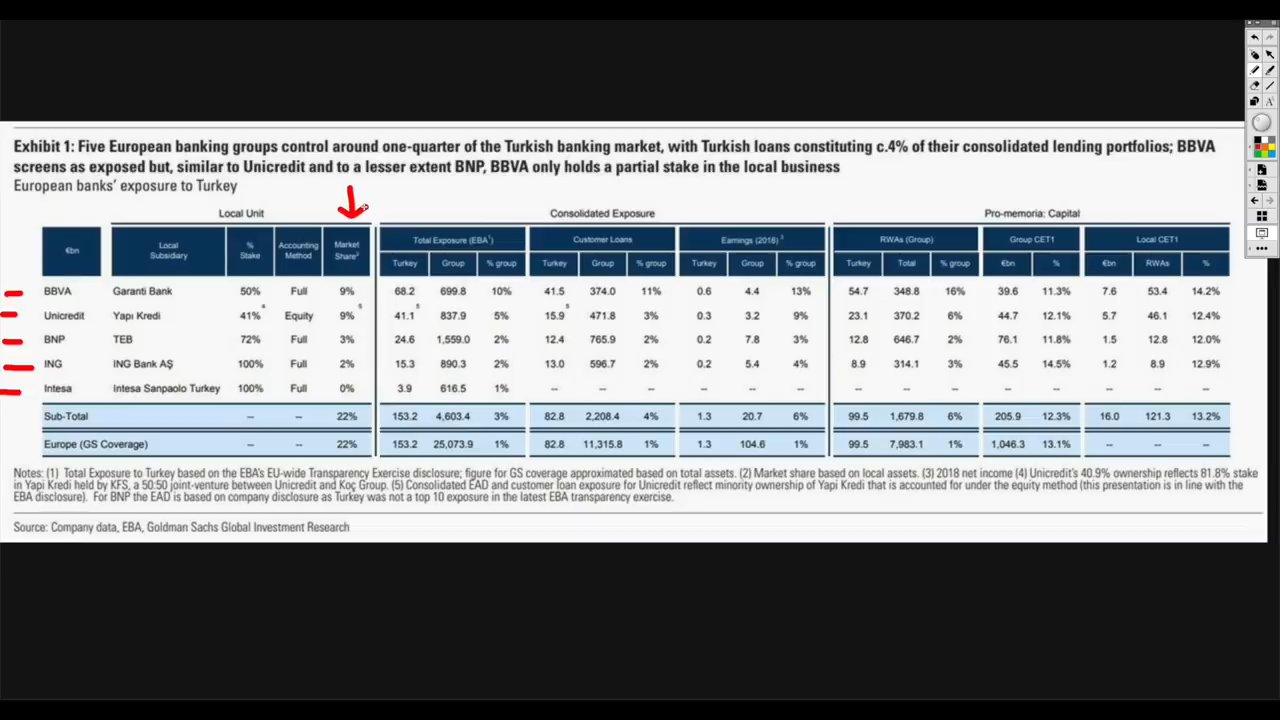 Exhibit 1: Five European banking groups control around one-quarter of the Turkish banking market, with Turkish loans constituting c.4% of their consolidated lending portfolios; BBVA
screens as exposed but, similar to Unicredit and to a lesser extent BNP, BBVA only holds a partial stake in the local business
European banks' exposure to Turkey
Local Unit Consolidated Exposure Pro-memoria: Capital
€bn Local Subsidiary % Stake Accounting Method Market Share² Total Exposure (EBA¹) Customer Loans Earnings (2018) ³ RWAs (Group) Group CET1 Local CET1
Turkey Group % group Turkey Group % group Turkey Group % group Turkey Total % group €bn % €bn RWAs %
BBVA Garanti Bank 50% Full 9% 68.2 699.8 10% 41.5 374.0 11% 0.6 4.4 13% 54.7 348.8 16% 39.6 11.3% 7.6 53.4 14.2%
Unicredit Yapı Kredi 41% ⁴ Equity 9% ⁵ 41.1 ⁵ 837.9 5% 15.9 ⁵ 471.8 3% 0.3 3.2 9% 23.1 370.2 6% 44.7 12.1% 5.7 46.1 12.4%
BNP TEB 72% Full 3% 24.6 1,559.0 2% 12.4 765.9 2% 0.2 7.8 3% 12.8 646.7 2% 76.1 11.8% 1.5 12.8 12.0%
ING ING Bank AŞ 100% Full 2% 15.3 890.3 2% 13.0 596.7 2% 0.2 5.4 4% 8.9 314.1 3% 45.5 14.5% 1.2 8.9 12.9%
Intesa Intesa Sanpaolo Turkey 100% Full 0% 3.9 616.5 1% -- -- -- -- -- -- -- -- -- -- -- -- -- --
Sub-Total -- -- 22% 153.2 4,603.4 3% 82.8 2,208.4 4% 1.3 20.7 6% 99.5 1,679.8 6% 205.9 12.3% 16.0 121.3 13.2%
Europe (GS Coverage) -- -- 22% 153.2 25,073.9 1% 82.8 11,315.8 1% 1.3 104.6 1% 99.5 7,983.1 1% 1,046.3 13.1% -- -- --
Notes: (1) Total Exposure to Turkey based on the EBA's EU-wide Transparency Exercise disclosure; figure for GS coverage approximated based on total assets. (2) Market share based on local assets. (3) 2018 net income (4) Unicredit's 40.9% ownership reflects 81.8% stake
in Yapi Kredi held by KFS, a 50:50 joint-venture between Unicredit and Koç Group. (5) Consolidated EAD and customer loan exposure for Unicredit reflect minority ownership of Yapi Kredi that is accounted for under the equity method (this presentation is in line with the
EBA disclosure). For BNP the EAD is based on company disclosure as Turkey was not a top 10 exposure in the latest EBA transparency exercise.
Source: Company data, EBA, Goldman Sachs Global Investment Research